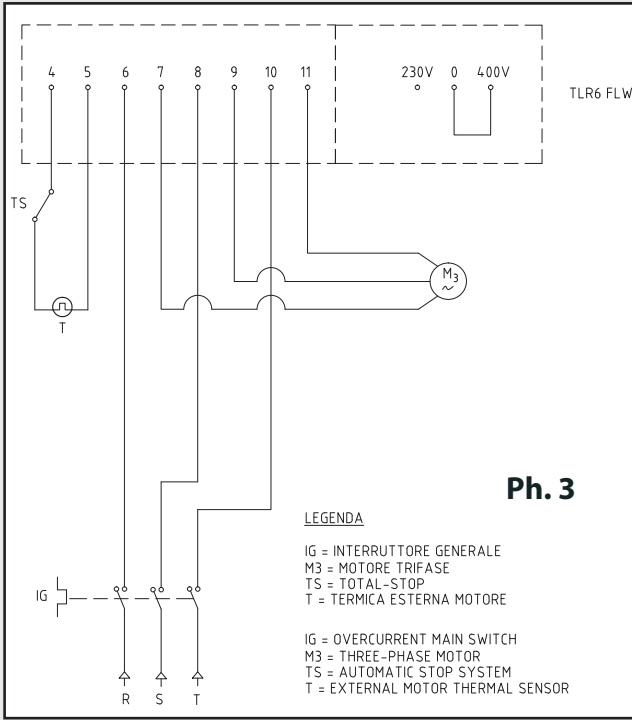 4 5 6 7 8 9 10 11 230V 0 400V
TLR6 FLW
TS
M3
~
T
Ph. 3
LEGENDA
IG = INTERRUTTORE GENERALE
M3 = MOTORE TRIFASE
TS = TOTAL-STOP
T = TERMICA ESTERNA MOTORE
IG
IG = OVERCURRENT MAIN SWITCH
M3 = THREE-PHASE MOTOR
TS = AUTOMATIC STOP SYSTEM
T = EXTERNAL MOTOR THERMAL SENSOR
R S T